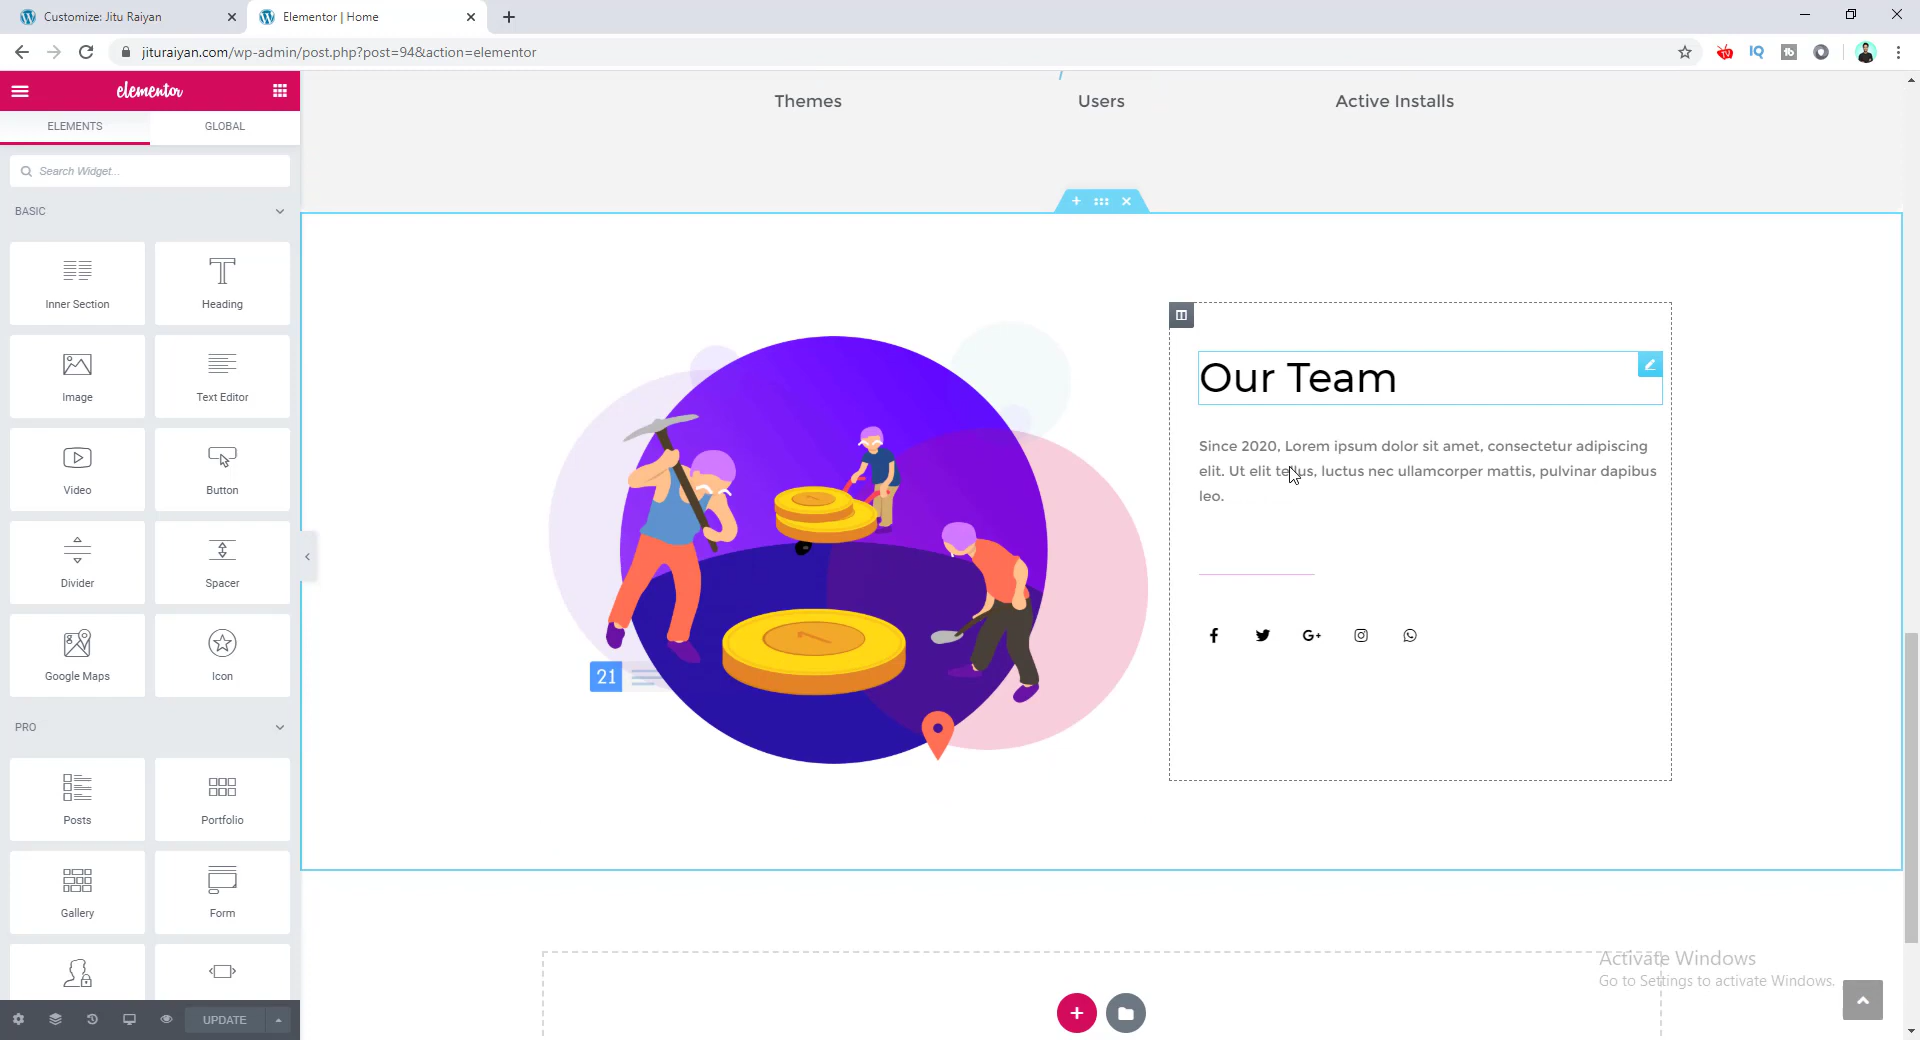 Customize: Jitu Raiyan
Elementor | Home
jituraiyan.com/wp-admin/post.php?post=94&action=elementor
IQ
tb
elementor
ELEMENTS
GLOBAL
Search Widget...
BASIC
Inner Section
Heading
Image
Text Editor
Video
Button
Divider
Spacer
Google Maps
Icon
PRO
Posts
Portfolio
Gallery
Form
UPDATE
Themes
Users
Active Installs
Our Team
Since 2020, Lorem ipsum dolor sit amet, consectetur adipiscing
elit. Ut elit tellus, luctus nec ullamcorper mattis, pulvinar dapibus
leo.
21
Activate Windows
Go to Settings to activate Windows.